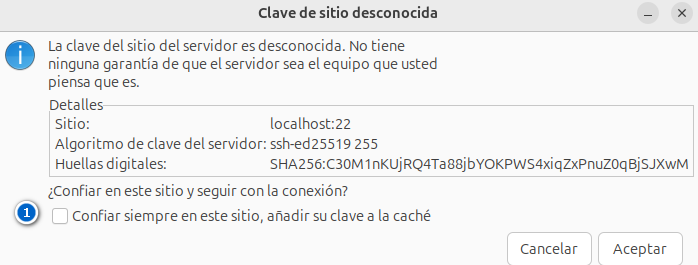 Clave de sitio desconocida
La clave del sitio del servidor es desconocida. No tiene
ninguna garantía de que el servidor sea el equipo que usted
piensa que es.
Detalles
Sitio: localhost:22
Algoritmo de clave del servidor: ssh-ed25519 255
Huellas digitales: SHA256:C30M1nKUjRQ4Ta88jbYOKPWS4xiqZxPnuZ0qBjSJXwM
¿Confiar en este sitio y seguir con la conexión?
1 Confiar siempre en este sitio, añadir su clave a la caché
Cancelar Aceptar